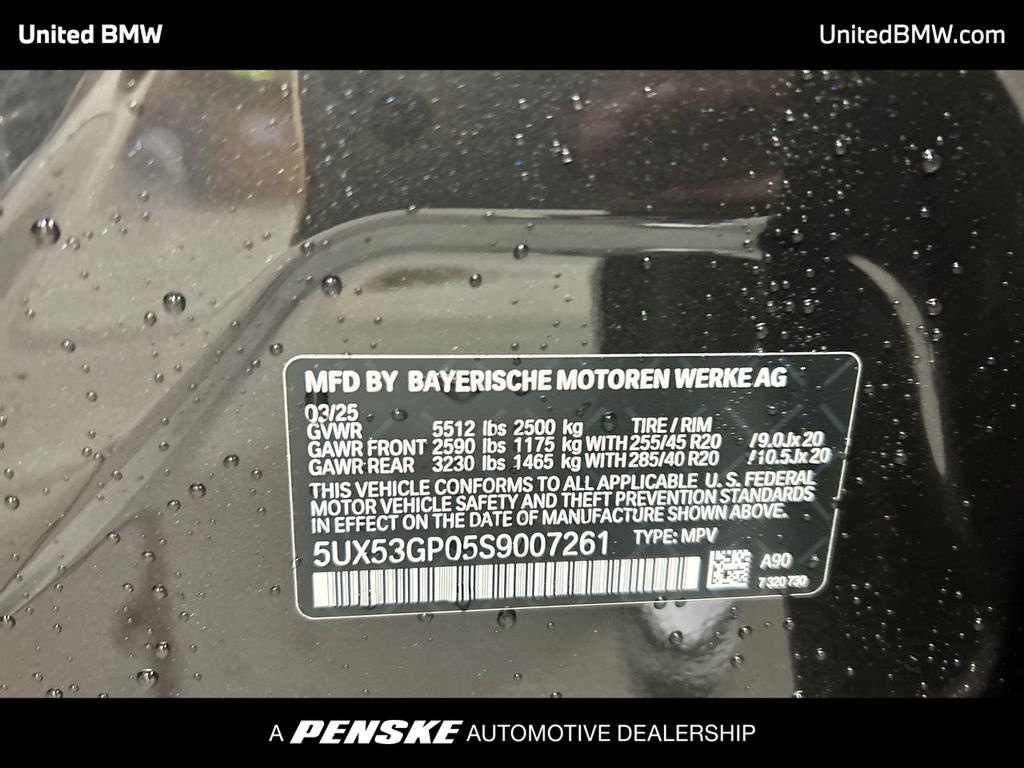 United BMW
UnitedBMW.com
MFD BY BAYERISCHE MOTOREN WERKE AG
03/25
GVWR 5512 lbs 2500 kg TIRE / RIM
GAWR FRONT 2590 lbs 1175 kg WITH 255/45 R20 /9.0Jx20
GAWR REAR 3230 lbs 1465 kg WITH 285/40 R20 /10.5Jx20
THIS VEHICLE CONFORMS TO ALL APPLICABLE U. S. FEDERAL
MOTOR VEHICLE SAFETY AND THEFT PREVENTION STANDARDS
IN EFFECT ON THE DATE OF MANUFACTURE SHOWN ABOVE.
5UX53GP05S9007261 TYPE: MPV
A90
7 320 730
A PENSKE AUTOMOTIVE DEALERSHIP